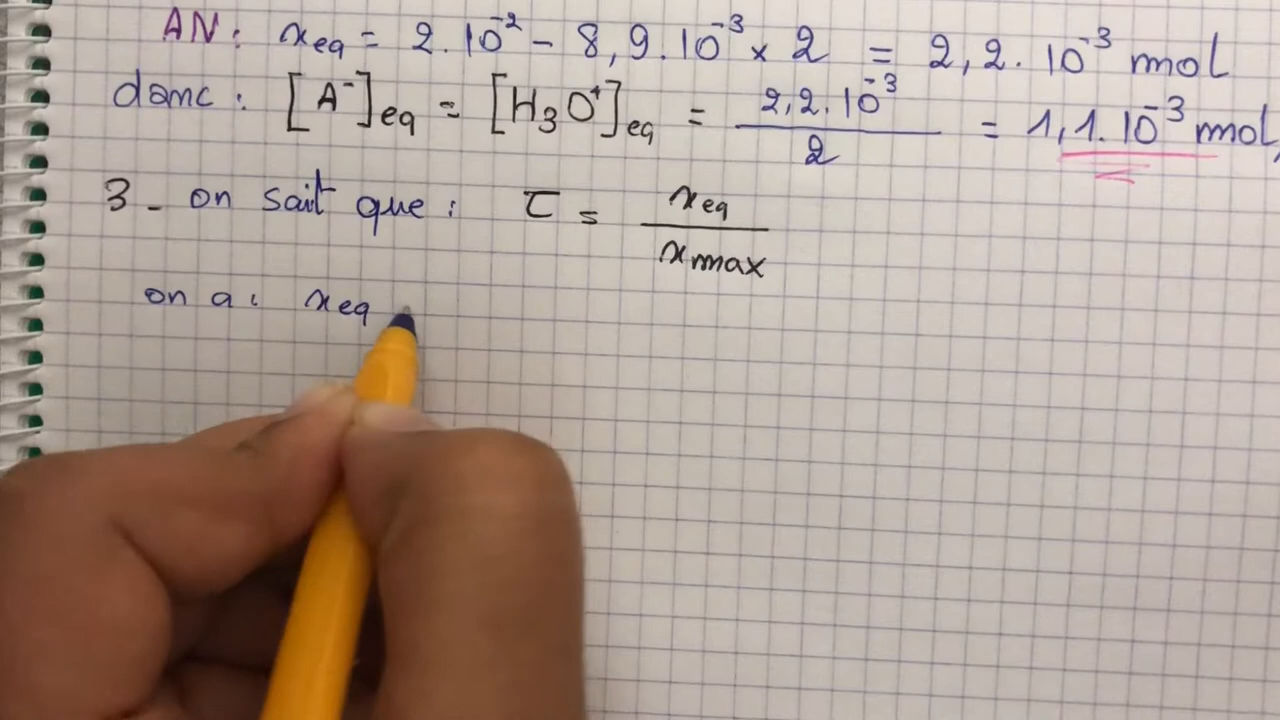 AN: xeq = 2.10⁻² - 8,9.10⁻³ x 2 = 2,2.10⁻³ mol
donc: [A⁻]eq = [H₃O⁺]eq = 2,2.10⁻³ / 2 = 1,1.10⁻³ mol
3 - on sait que : τ = xeq / xmax
on a : xeq